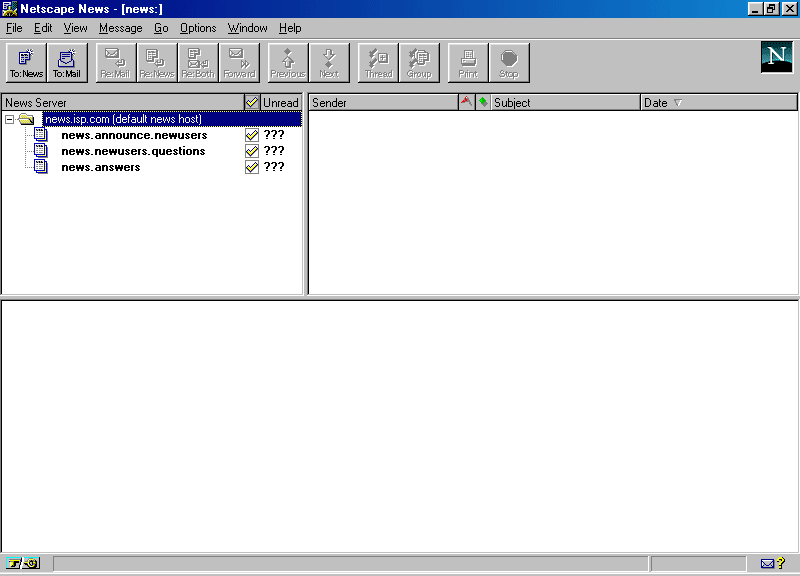 Netscape News - [news:]
File Edit View Message Go Options Window Help
To:News To:Mail Re:Mail Re:News Re:Both Forward Previous Next Thread Group Print Stop
N
News Server Unread Sender Subject Date
news.isp.com (default news host)
news.announce.newusers ???
news.newusers.questions ???
news.answers ???
?